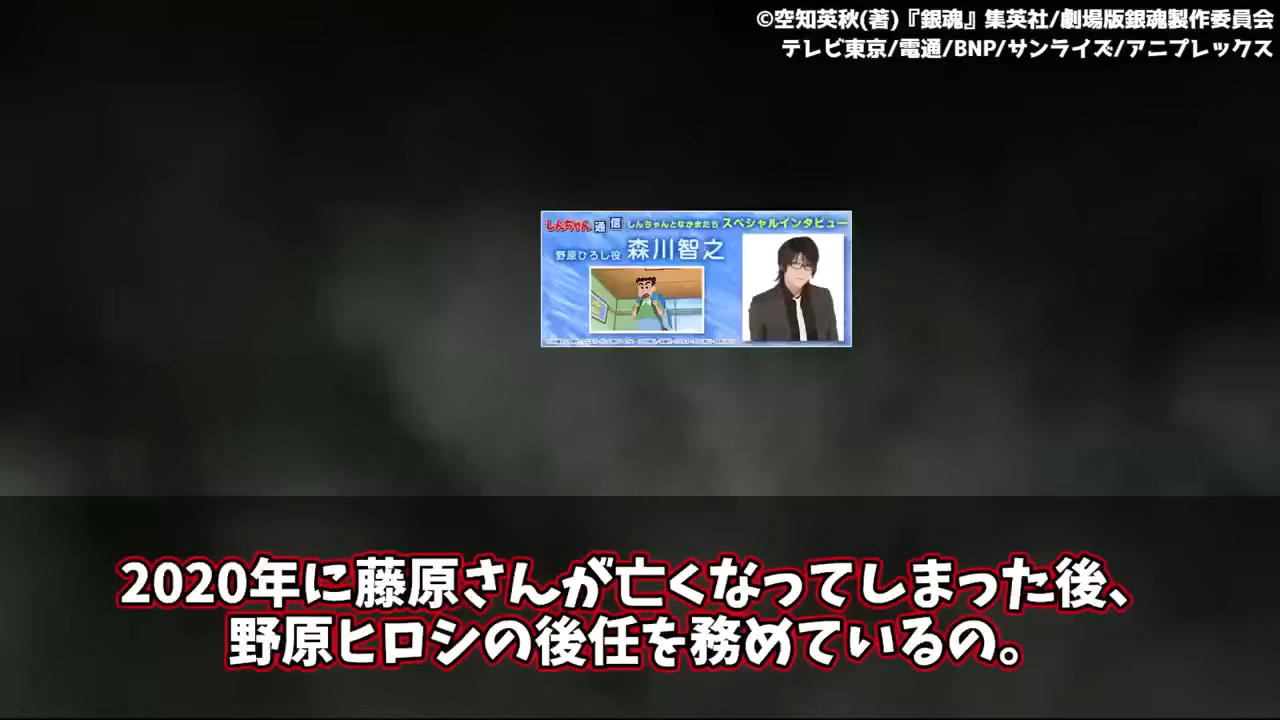 ©空知英秋(著)『銀魂』集英社/劇場版銀魂製作委員会
テレビ東京/電通/BNP/サンライズ/アニプレックス
しんちゃん通信 しんちゃんとなかまたち スペシャルインタビュー
野原ひろし役 森川智之
2020年に藤原さんが亡くなってしまった後、
野原ヒロシの後任を務めているの。